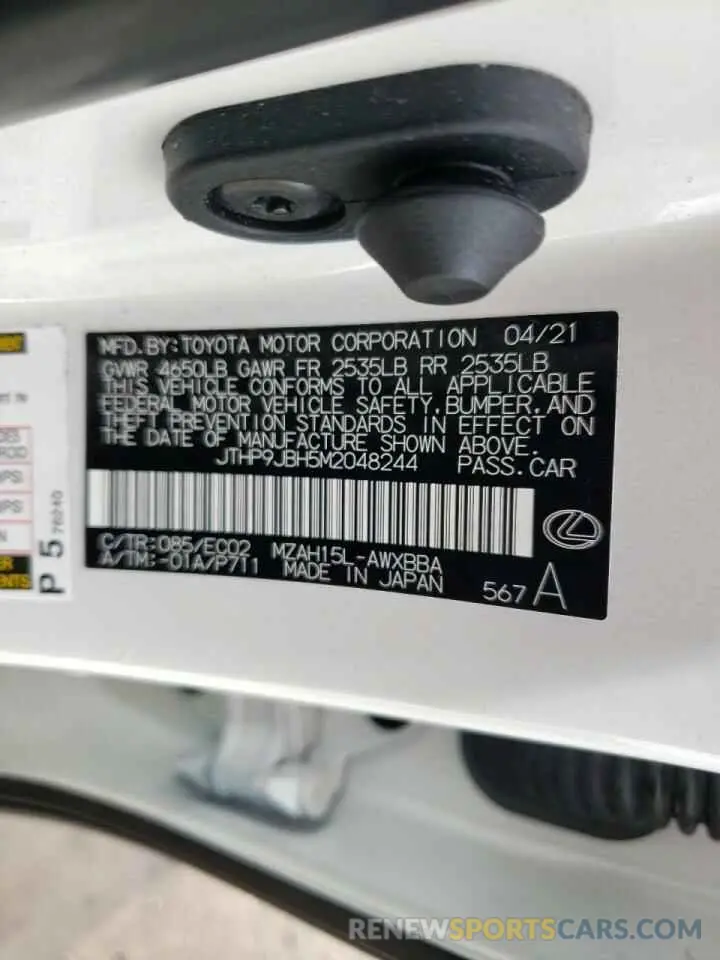 MFD.BY:TOYOTA MOTOR CORPORATION 04/21
GVWR 4650LB GAWR FR 2535LB RR 2535LB
THIS VEHICLE CONFORMS TO ALL APPLICABLE
FEDERAL MOTOR VEHICLE SAFETY,BUMPER,AND
THEFT PREVENTION STANDARDS IN EFFECT ON
THE DATE OF MANUFACTURE SHOWN ABOVE.
JTHP9JBH5M2048244 PASS.CAR
C/TR:085/EC02 MZAH15L-AWXBBA
A/TM:-01A/P711 MADE IN JAPAN
567 A
P 5
RENEWSPORTSCARS.COM